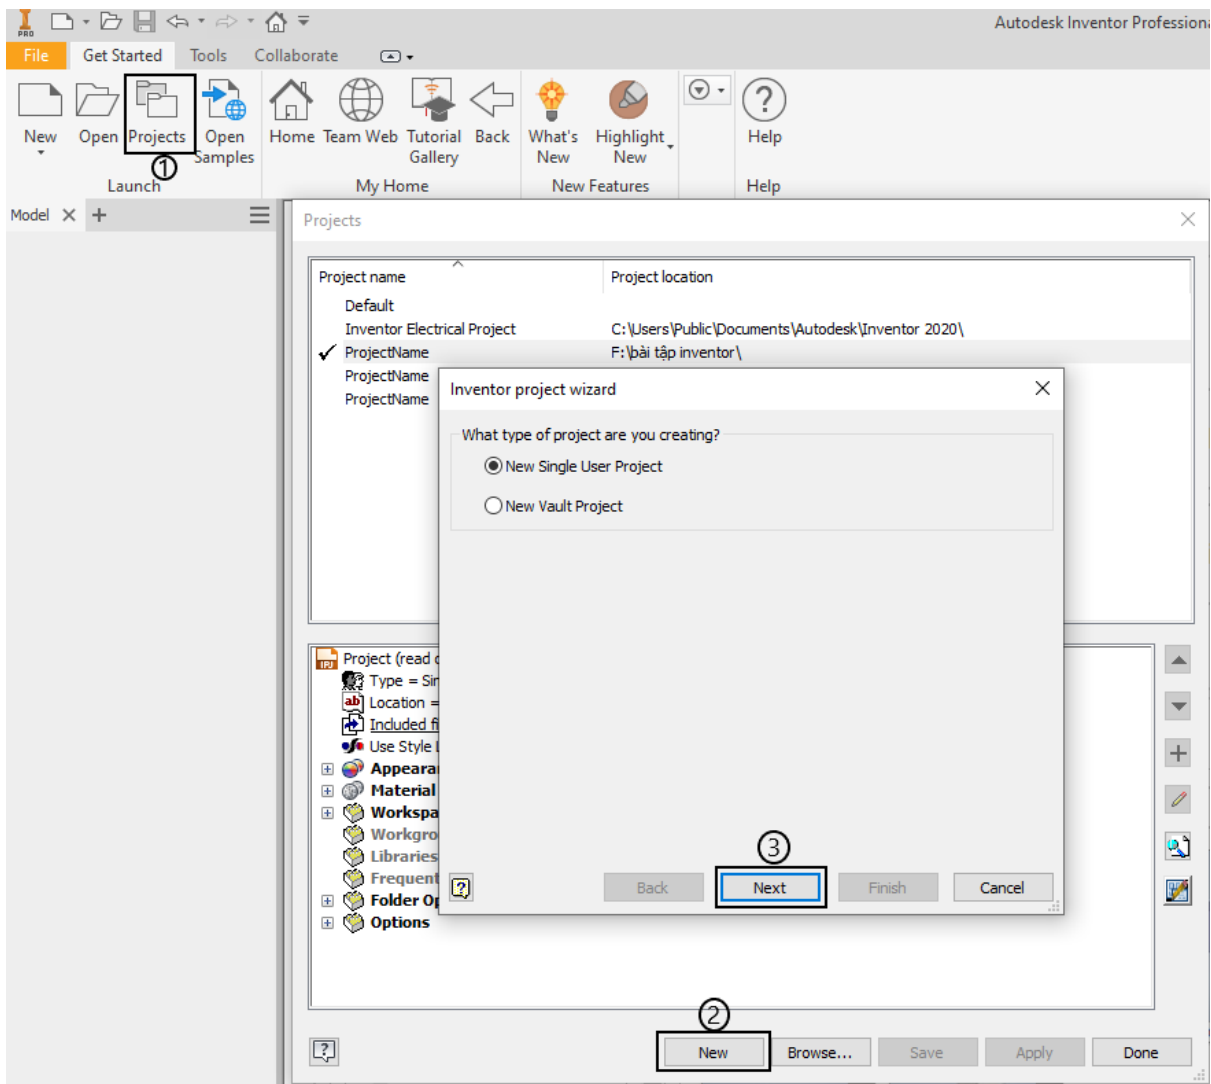 PRO
Autodesk Inventor Professiona
File Get Started Tools Collaborate
New Open Projects Open Samples Home Team Web Tutorial Gallery Back What's New Highlight New Help
①
Launch My Home New Features Help
Model
Projects
Project name Project location
Default
Inventor Electrical Project C:\Users\Public\Documents\Autodesk\Inventor 2020\
ProjectName F:\bài tập inventor\
ProjectName
ProjectName
Inventor project wizard
What type of project are you creating?
New Single User Project
New Vault Project
IPJ Project (read
Type = Sin
ab Location =
Included fi
Use Style L
Appearan
Material
Workspa
Workgro
Libraries
Frequent
Folder Op
Options
③
Back Next Finish Cancel
②
New Browse... Save Apply Done